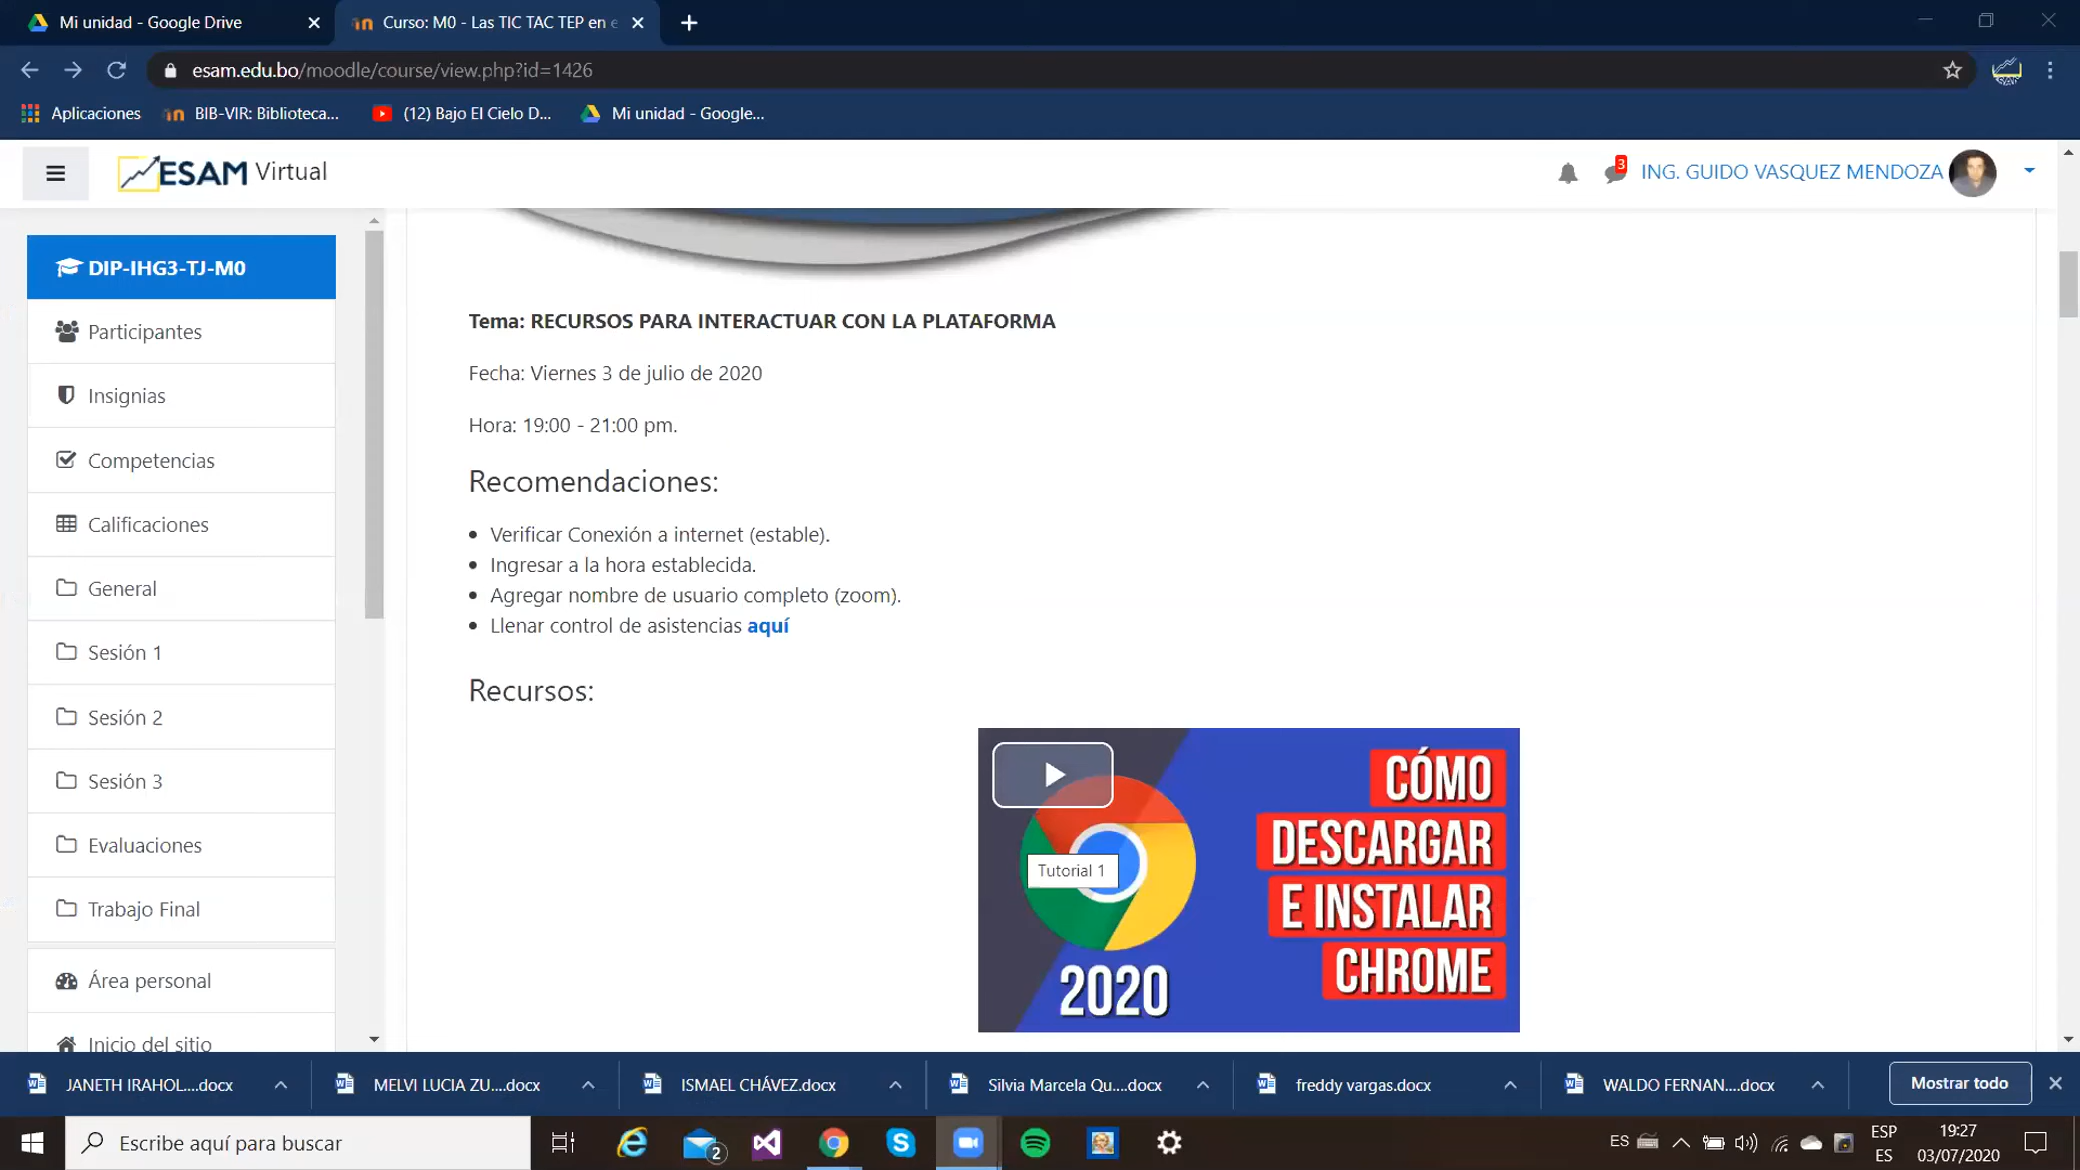 Mi unidad - Google Drive
Curso: M0 - Las TIC TAC TEP en e
esam.edu.bo/moodle/course/view.php?id=1426
Aplicaciones
BIB-VIR: Biblioteca...
(12) Bajo El Cielo D...
Mi unidad - Google...
ESAM Virtual
3
ING. GUIDO VASQUEZ MENDOZA
DIP-IHG3-TJ-M0
Participantes
Insignias
Competencias
Calificaciones
General
Sesión 1
Sesión 2
Sesión 3
Evaluaciones
Trabajo Final
Área personal
Inicio del sitio
Tema: RECURSOS PARA INTERACTUAR CON LA PLATAFORMA
Fecha: Viernes 3 de julio de 2020
Hora: 19:00 - 21:00 pm.
Recomendaciones:
• Verificar Conexión a internet (estable).
• Ingresar a la hora establecida.
• Agregar nombre de usuario completo (zoom).
• Llenar control de asistencias aquí
Recursos:
CÓMO
DESCARGAR
E INSTALAR
CHROME
Tutorial 1
2020
JANETH IRAHOL....docx
MELVI LUCIA ZU....docx
ISMAEL CHÁVEZ.docx
Silvia Marcela Qu....docx
freddy vargas.docx
WALDO FERNAN....docx
Mostrar todo
Escribe aquí para buscar
2
ES
ESP
ES
19:27
03/07/2020